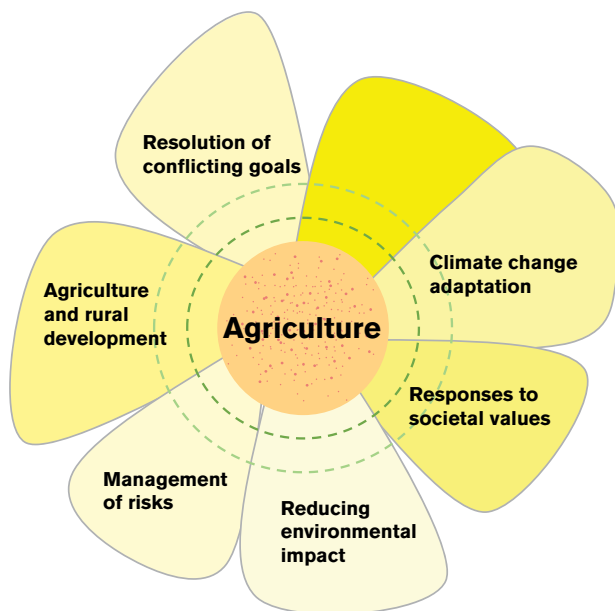 Resolution of
conflicting goals
Climate change
adaptation
Agriculture
and rural
development
Agriculture
Responses to
societal values
Management
of risks
Reducing
environmental
impact